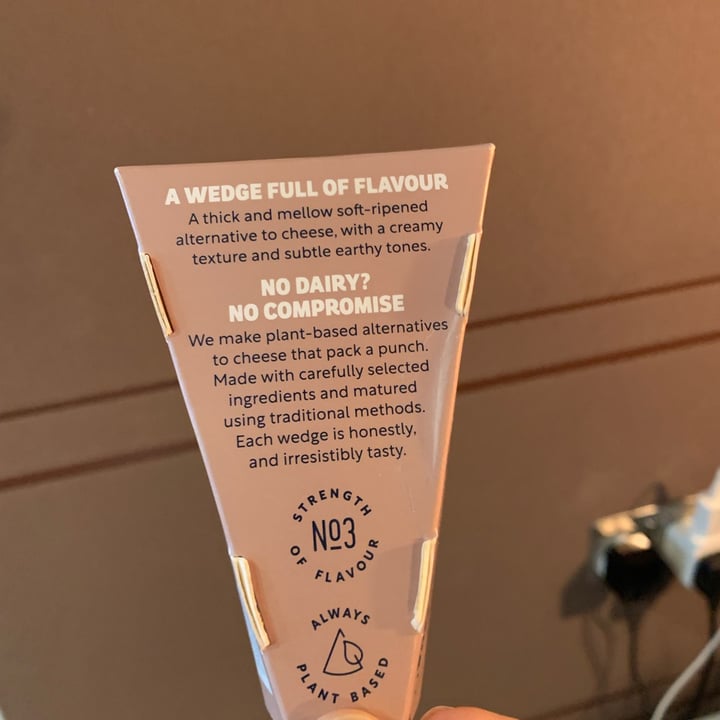 A WEDGE FULL OF FLAVOUR
A thick and mellow soft-ripened
alternative to cheese, with a creamy
texture and subtle earthy tones.
NO DAIRY?
NO COMPROMISE
We make plant-based alternatives
to cheese that pack a punch.
Made with carefully selected
ingredients and matured
using traditional methods.
Each wedge is honestly,
and irresistibly tasty.
STRENGTH
Nº3
OF FLAVOUR
ALWAYS
PLANT BASED